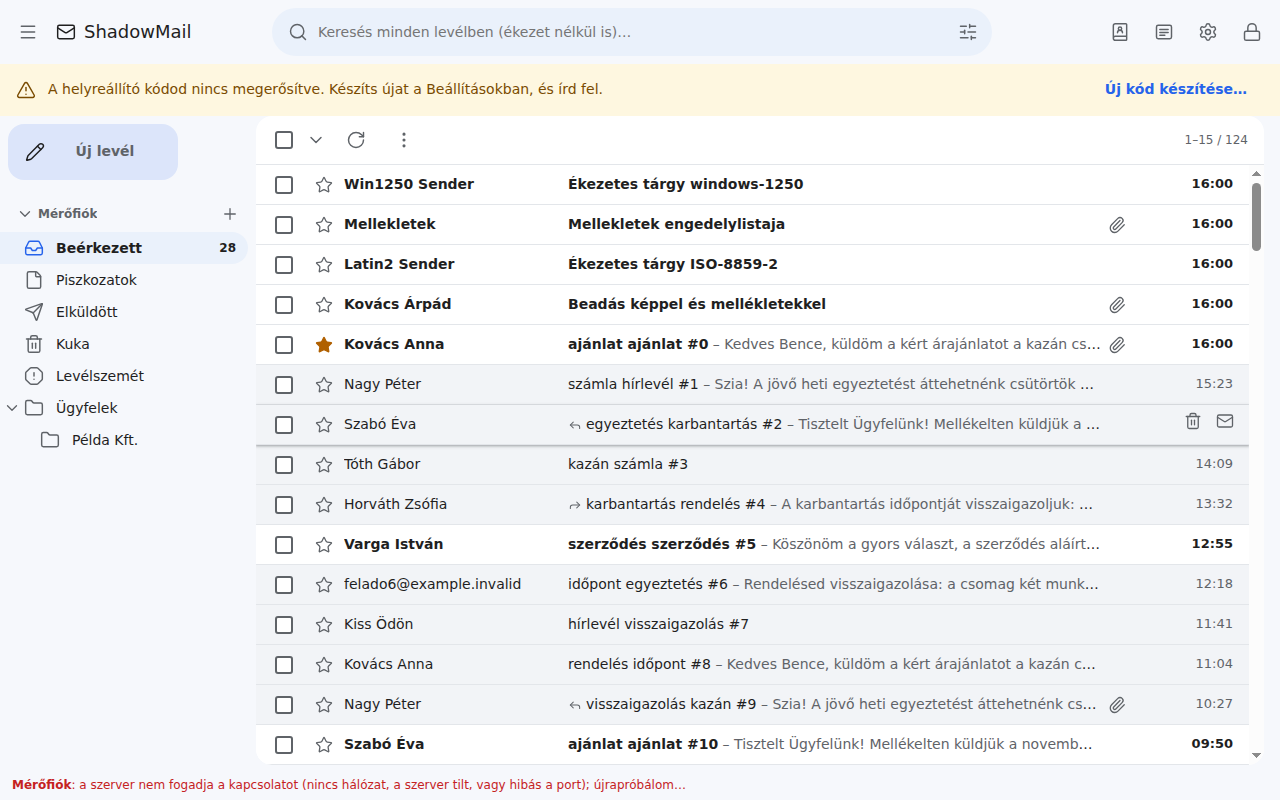 ShadowMail
Keresés minden levélben (ékezet nélkül is)…
A helyreállító kódod nincs megerősítve. Készíts újat a Beállításokban, és írd fel.
Új kód készítése…
Új levél
1–15 / 124
Mérőfiók
Beérkezett 28
Piszkozatok
Elküldött
Kuka
Levélszemét
Ügyfelek
Példa Kft.
Win1250 Sender Ékezetes tárgy windows-1250 16:00
Mellekletek Mellekletek engedelylistaja 16:00
Latin2 Sender Ékezetes tárgy ISO-8859-2 16:00
Kovács Árpád Beadás képpel és mellékletekkel 16:00
Kovács Anna ajánlat ajánlat #0 – Kedves Bence, küldöm a kért árajánlatot a kazán cs… 16:00
Nagy Péter számla hírlevél #1 – Szia! A jövő heti egyeztetést áttehetnénk csütörtök … 15:23
Szabó Éva egyeztetés karbantartás #2 – Tisztelt Ügyfelünk! Mellékelten küldjük a …
Tóth Gábor kazán számla #3 14:09
Horváth Zsófia karbantartás rendelés #4 – A karbantartás időpontját visszaigazoljuk: … 13:32
Varga István szerződés szerződés #5 – Köszönöm a gyors választ, a szerződés aláírt… 12:55
felado6@example.invalid időpont egyeztetés #6 – Rendelésed visszaigazolása: a csomag két munk… 12:18
Kiss Ödön hírlevél visszaigazolás #7 11:41
Kovács Anna rendelés időpont #8 – Kedves Bence, küldöm a kért árajánlatot a kazán c… 11:04
Nagy Péter visszaigazolás kazán #9 – Szia! A jövő heti egyeztetést áttehetnénk cs… 10:27
Szabó Éva ajánlat ajánlat #10 – Tisztelt Ügyfelünk! Mellékelten küldjük a novemb… 09:50
Mérőfiók: a szerver nem fogadja a kapcsolatot (nincs hálózat, a szerver tilt, vagy hibás a port); újrapróbálom…